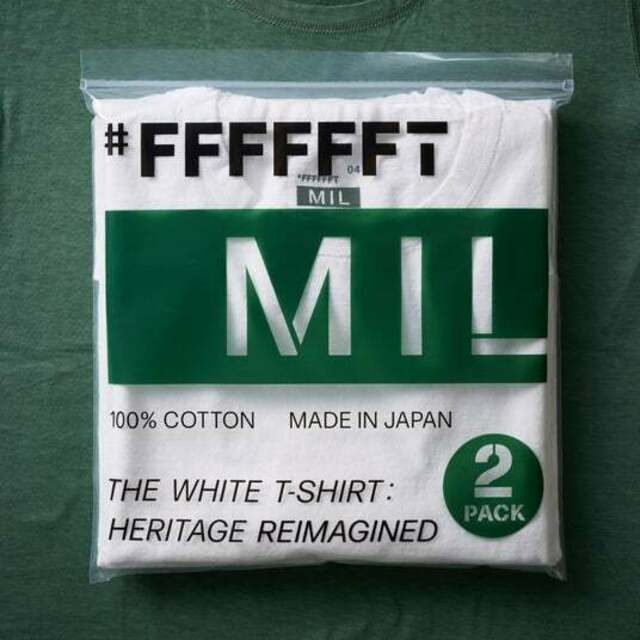 #FFFFFFT
04
#FFFFFFT
MIL
MIL
100% COTTON MADE IN JAPAN
2
PACK
THE WHITE T-SHIRT:
HERITAGE REIMAGINED